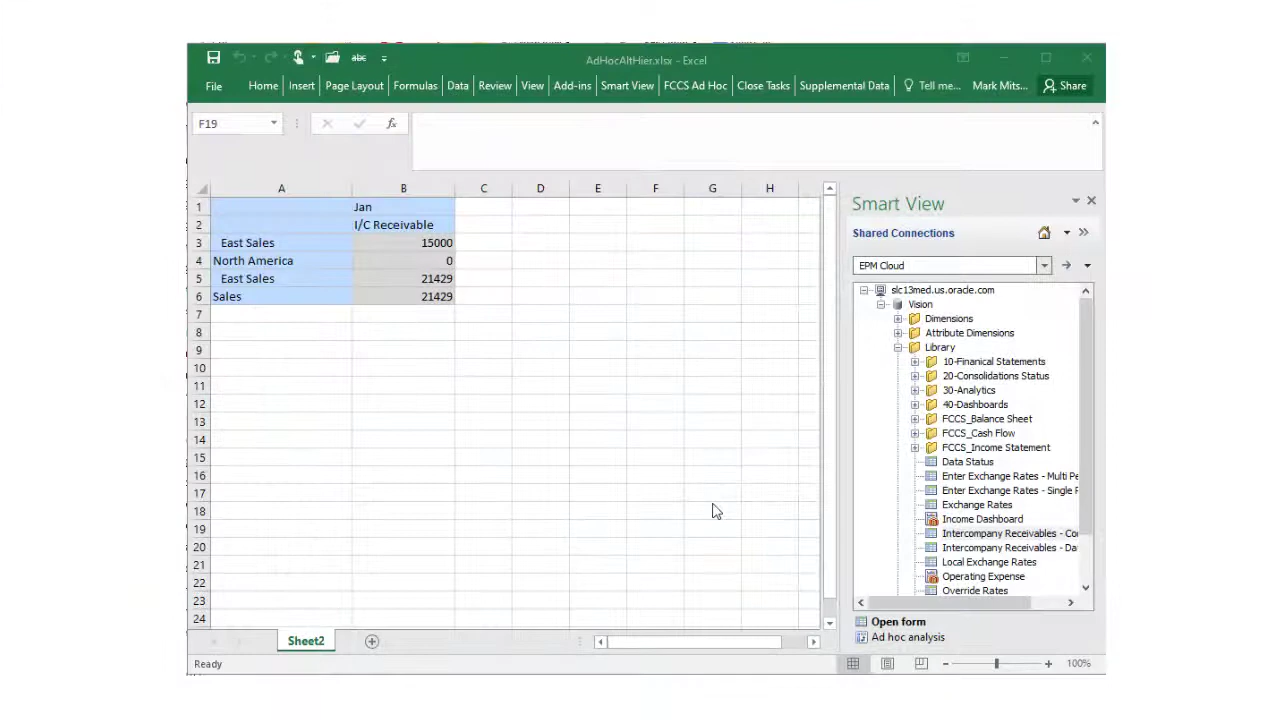 abc
AdHocAltHier.xlsx - Excel
File Home Insert Page Layout Formulas Data Review View Add-ins Smart View FCCS Ad Hoc Close Tasks Supplemental Data Tell me... Mark Mits... Share
F19 fx
Smart View
A B C D E F G H
1 Jan
2 I/C Receivable
3 East Sales 15000
4 North America 0
5 East Sales 21429
6 Sales 21429
7
8
9
10
11
12
13
14
15
16
17
18
19
20
21
22
23
24
Shared Connections
EPM Cloud
slc13med.us.orade.com
Vision
Dimensions
Attribute Dimensions
Library
10-Finanical Statements
20-Consolidations Status
30-Analytics
40-Dashboards
FCCS_Balance Sheet
FCCS_Cash Flow
FCCS_Income Statement
Data Status
Enter Exchange Rates - Multi Pe
Enter Exchange Rates - Single F
Exchange Rates
Income Dashboard
Intercompany Receivables - Co
Intercompany Receivables - Da
Local Exchange Rates
Operating Expense
Override Rates
Open form
Ad hoc analysis
Sheet2
Ready
100%